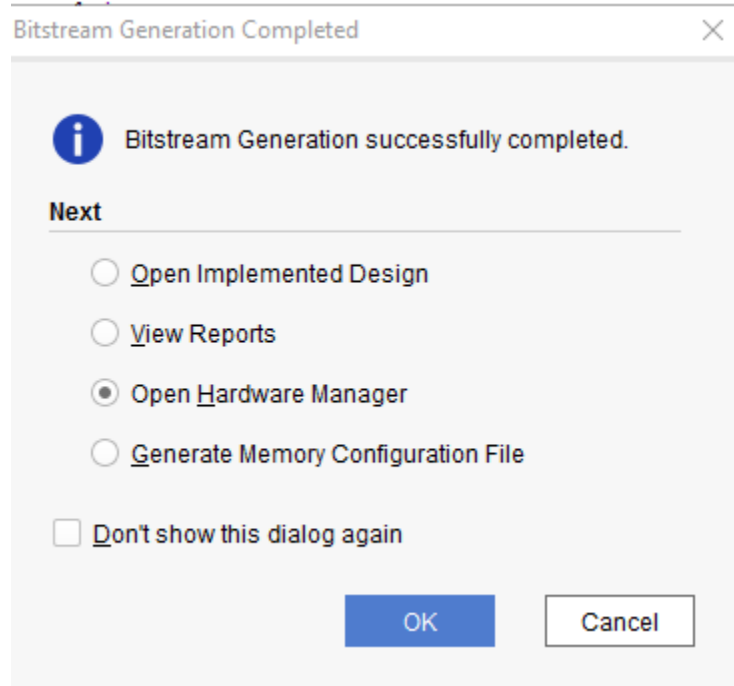 Bitstream Generation Completed
Bitstream Generation successfully completed.
Next
Open Implemented Design
View Reports
Open Hardware Manager
Generate Memory Configuration File
Don't show this dialog again
OK
Cancel